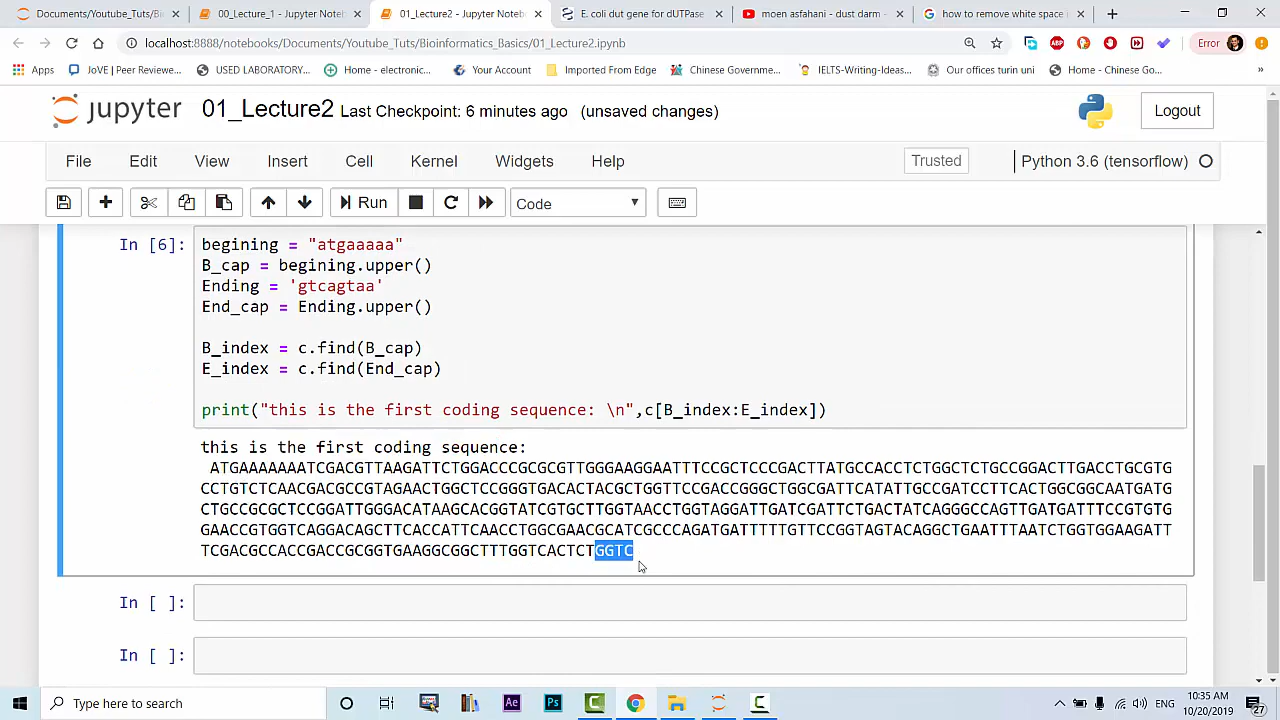 Documents/Youtube_Tuts/Bi
00_Lecture_1 - Jupyter Noteb
01_Lecture2 - Jupyter Noteb
E. coli dut gene for dUTPase
moen asfahani - dust darm -
how to remove white space i
localhost:8888/notebooks/Documents/Youtube_Tuts/Bioinformatics_Basics/01_Lecture2.ipynb
Error
Apps
JoVE | Peer Reviewe...
USED LABORATORY...
Home - electronic...
Your Account
Imported From Edge
Chinese Governme...
IELTS-Writing-Ideas...
Our offices turin uni
Home - Chinese Go...
jupyter 01_Lecture2 Last Checkpoint: 6 minutes ago (unsaved changes)
Logout
File Edit View Insert Cell Kernel Widgets Help
Trusted
Python 3.6 (tensorflow)
Run
Code
In [6]:
begining = "atgaaaaa"
B_cap = begining.upper()
Ending = 'gtcagtaa'
End_cap = Ending.upper()
B_index = c.find(B_cap)
E_index = c.find(End_cap)
print("this is the first coding sequence: \n",c[B_index:E_index])
this is the first coding sequence:
ATGAAAAAAATCGACGTTAAGATTCTGGACCCGCGCGTTGGGAAGGAATTTCCGCTCCCGACTTATGCCACCTCTGGCTCTGCCGGACTTGACCTGCGTG
CCTGTCTCAACGACGCCGTAGAACTGGCTCCGGGTGACACTACGCTGGTTCCGACCGGGCTGGCGATTCATATTGCCGATCCTTCACTGGCGGCAATGATG
CTGCCGCGCTCCGGATTGGGACATAAGCACGGTATCGTGCTTGGTAACCTGGTAGGATTGATCGATTCTGACTATCAGGGCCAGTTGATGATTTCCGTGTG
GAACCGTGGTCAGGACAGCTTCACCATTCAACCTGGCGAACGCATCGCCCAGATGATTTTTGTTCCGGTAGTACAGGCTGAATTTAATCTGGTGGAAGATT
TCGACGCCACCGACCGCGGTGAAGGCGGCTTTGGTCACTCTGGTC
In [ ]:
In [ ]:
Type here to search
Ae
Ps
ENG
10:35 AM
10/20/2019
27